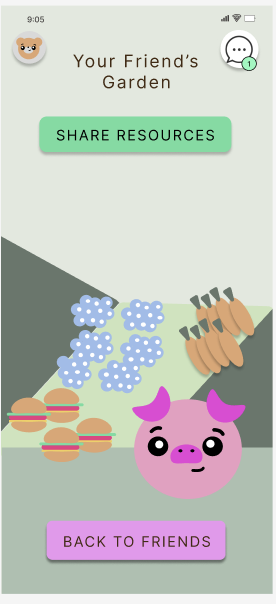 9:05
Your Friend's
Garden
1
SHARE RESOURCES
BACK TO FRIENDS